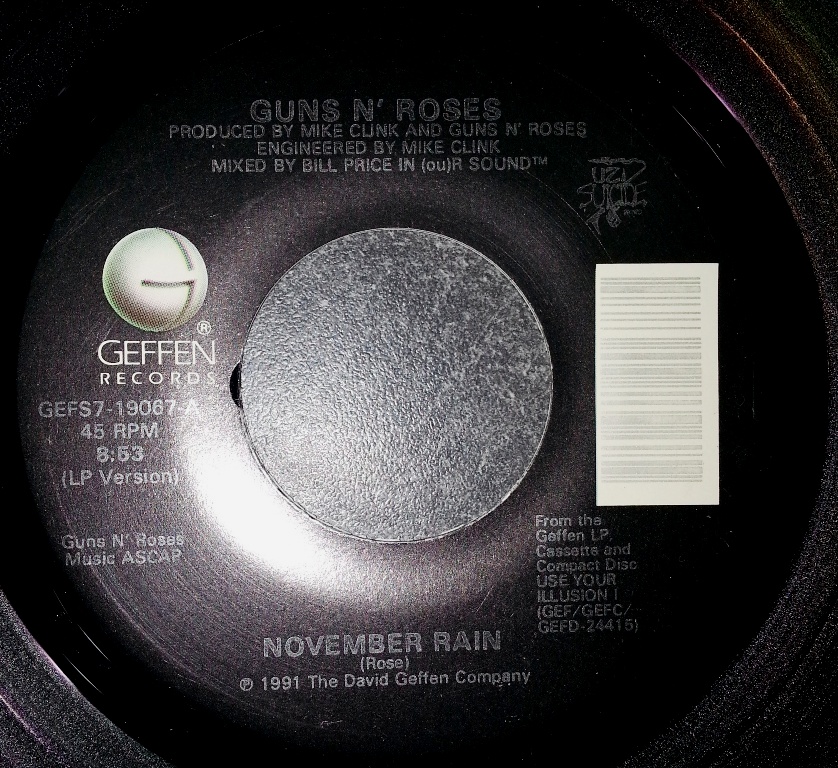 GUNS N' ROSES
PRODUCED BY MIKE CLINK AND GUNS N' ROSES
ENGINEERED BY MIKE CLINK
MIXED BY BILL PRICE IN (ou)R SOUND™
G
®
GEFFEN
RECORDS
GEFS7-19067-A
45 RPM
8:53
(LP Version)
Guns N' Roses
Music ASCAP
From the
Geffen LP,
Cassette and
Compact Disc
USE YOUR
ILLUSION I
(GEF/GEFC/
GEFD-24415)
NOVEMBER RAIN
(Rose)
℗ 1991 The David Geffen Company